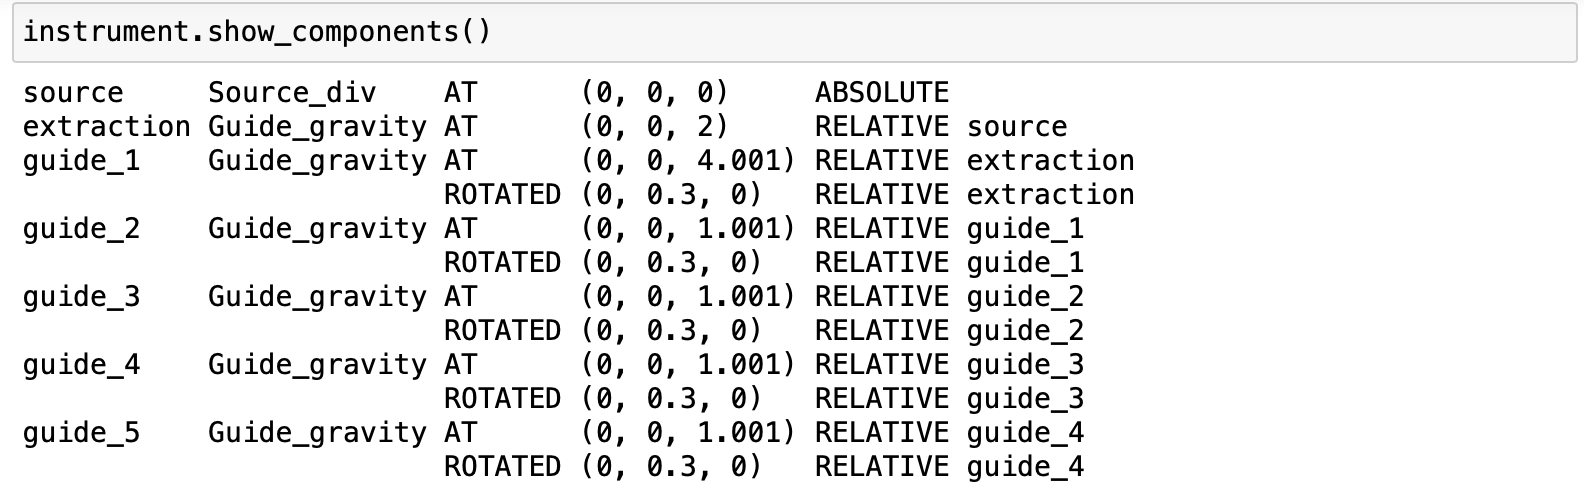 instrument.show_components()
source     Source_div    AT      (0, 0, 0)     ABSOLUTE
extraction Guide_gravity AT      (0, 0, 2)     RELATIVE source
guide_1    Guide_gravity AT      (0, 0, 4.001) RELATIVE extraction
                         ROTATED (0, 0.3, 0)   RELATIVE extraction
guide_2    Guide_gravity AT      (0, 0, 1.001) RELATIVE guide_1
                         ROTATED (0, 0.3, 0)   RELATIVE guide_1
guide_3    Guide_gravity AT      (0, 0, 1.001) RELATIVE guide_2
                         ROTATED (0, 0.3, 0)   RELATIVE guide_2
guide_4    Guide_gravity AT      (0, 0, 1.001) RELATIVE guide_3
                         ROTATED (0, 0.3, 0)   RELATIVE guide_3
guide_5    Guide_gravity AT      (0, 0, 1.001) RELATIVE guide_4
                         ROTATED (0, 0.3, 0)   RELATIVE guide_4